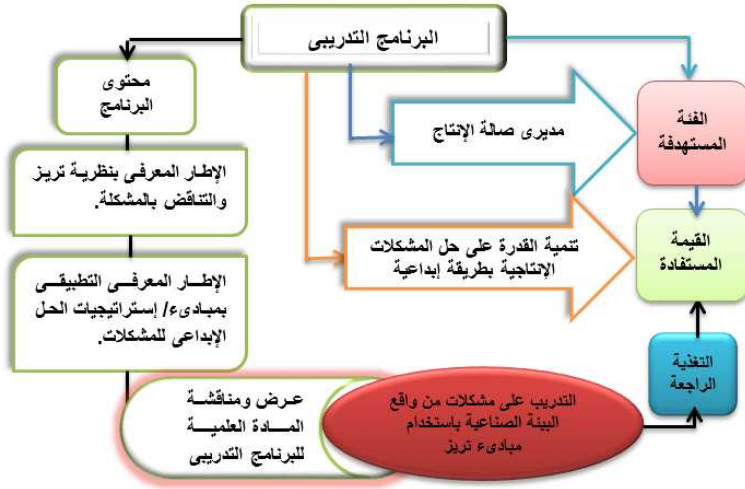 البرنامج التدريبى
محتوى
البرنامج
الفئة
المستهدفة
مديرى صالة الإنتاج
الإطار المعرفى بنظرية تريز
والتناقض بالمشكلة.
تنمية القدرة على حل المشكلات
الإنتاجية بطريقة إبداعية
القيمة
المستفادة
الإطار المعرفى التطبيقى
بمبادىء/ إستراتيجيات الحل
الإبداعى للمشكلات.
التغذية
الراجعة
عرض ومناقشة
المادة العلمية
للبرنامج التدريبى
التدريب على مشكلات من واقع
البيئة الصناعية باستخدام
مبادىء تريز